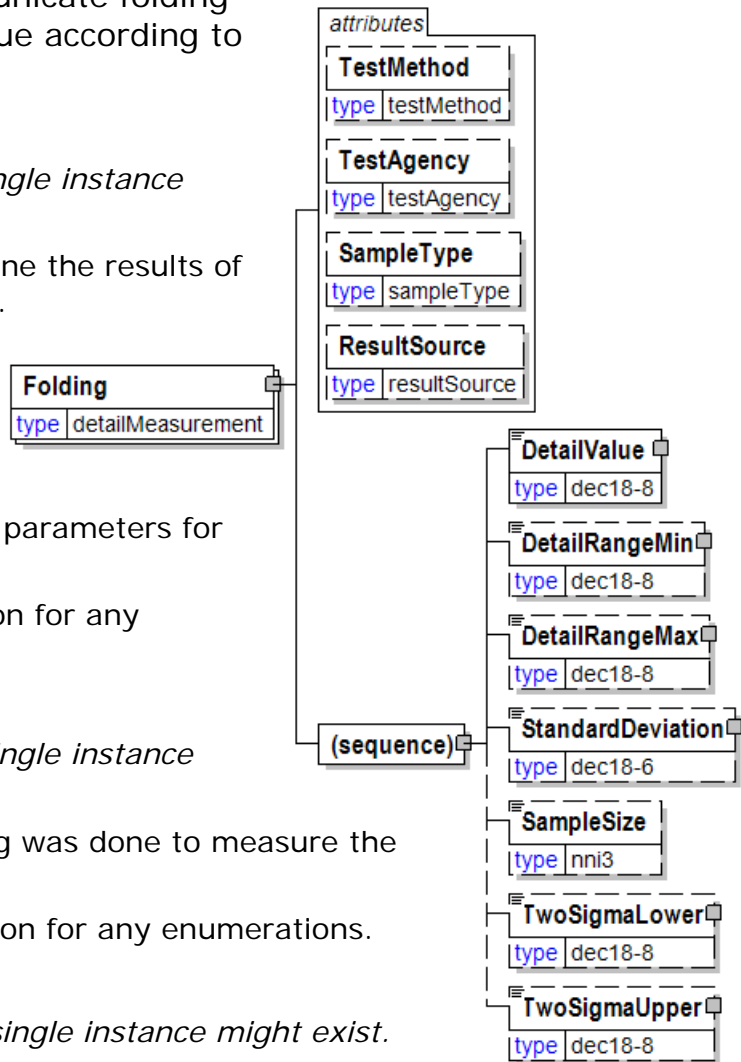 unicate folding
ue according to
ngle instance
ne the results of
.
parameters for
on for any
ingle instance
g was done to measure the
on for any enumerations.
single instance might exist.
Folding
type detailMeasurement
attributes
TestMethod
type testMethod
TestAgency
type testAgency
SampleType
type sampleType
ResultSource
type resultSource
(sequence)
DetailValue
type dec18-8
DetailRangeMin
type dec18-8
DetailRangeMax
type dec18-8
StandardDeviation
type dec18-6
SampleSize
type nni3
TwoSigmaLower
type dec18-8
TwoSigmaUpper
type dec18-8